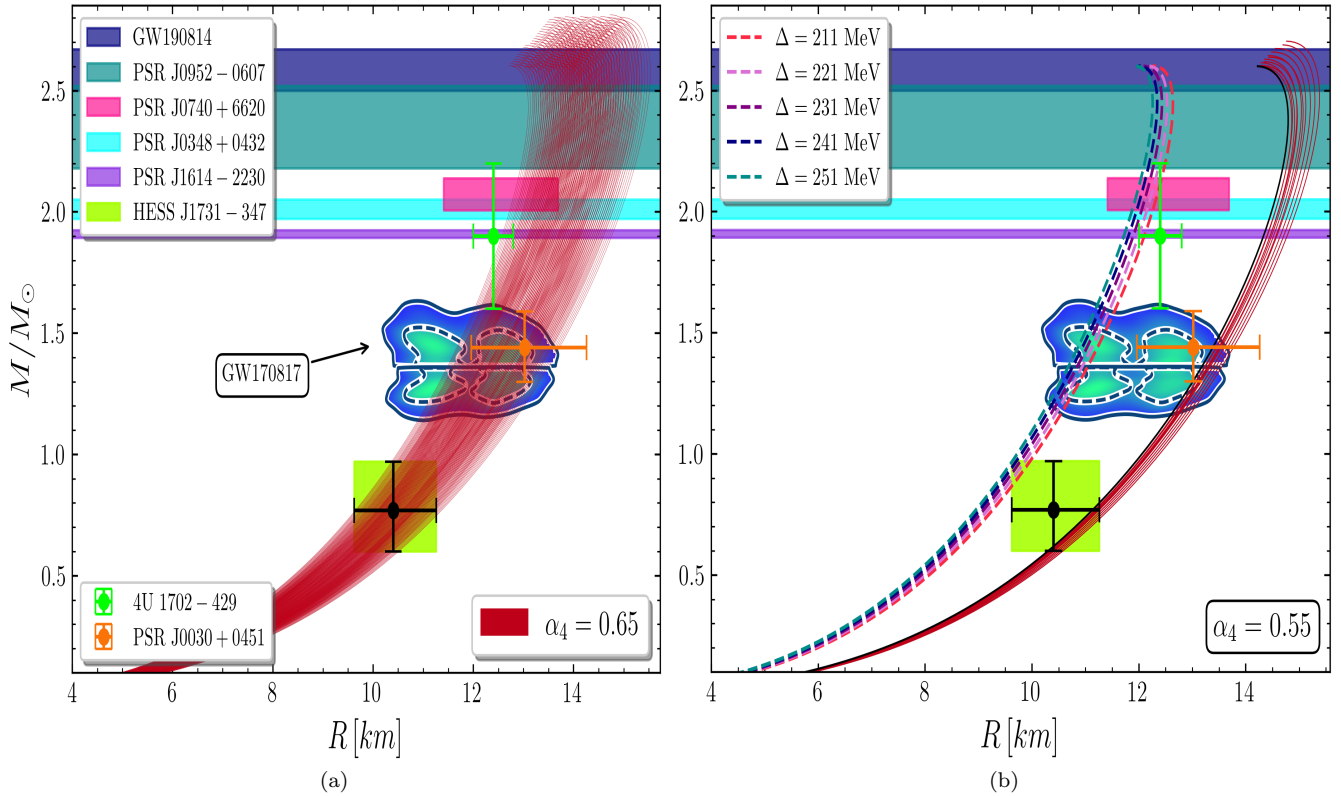 GW190814
PSR J0952−0607
PSR J0740+6620
PSR J0348+0432
PSR J1614−2230
HESS J1731−347
GW170817
4U 1702−429
PSR J0030+0451
α₄ = 0.65
M/M⊙
2.5
2.0
1.5
1.0
0.5
4 6 8 10 12 14
R [km]
(a)
Δ = 211 MeV
Δ = 221 MeV
Δ = 231 MeV
Δ = 241 MeV
Δ = 251 MeV
α₄ = 0.55
2.5
2.0
1.5
1.0
0.5
4 6 8 10 12 14
R [km]
(b)